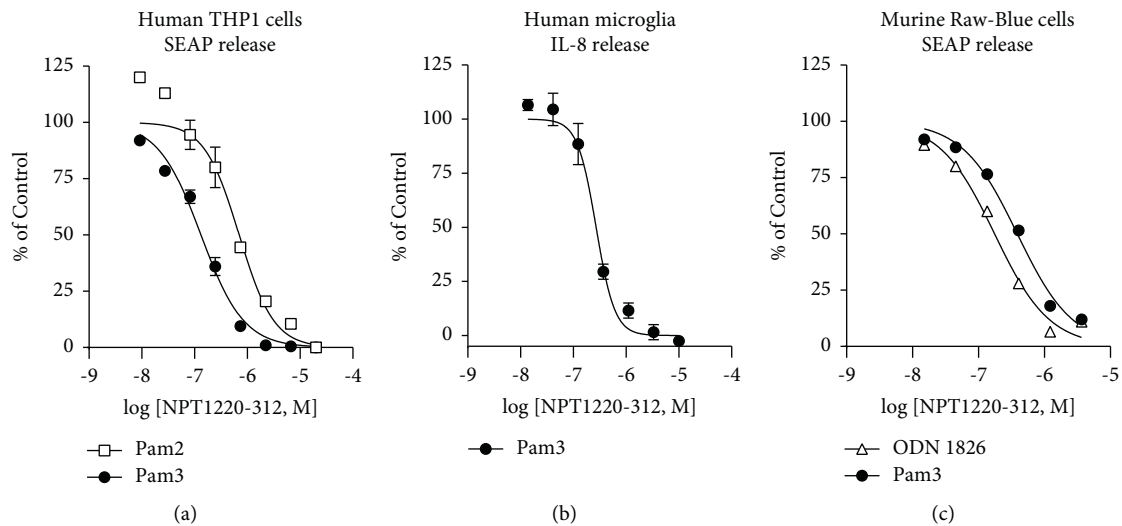 Human THP1 cells
SEAP release
125
100
75
50
25
0
% of Control
-9 -8 -7 -6 -5 -4
log [NPT1220-312, M]
Pam2
Pam3
(a)
Human microglia
IL-8 release
125
100
75
50
25
0
% of Control
-9 -8 -7 -6 -5 -4
log [NPT1220-312, M]
Pam3
(b)
Murine Raw-Blue cells
SEAP release
125
100
75
50
25
0
% of Control
-9 -8 -7 -6 -5
log [NPT1220-312, M]
ODN 1826
Pam3
(c)